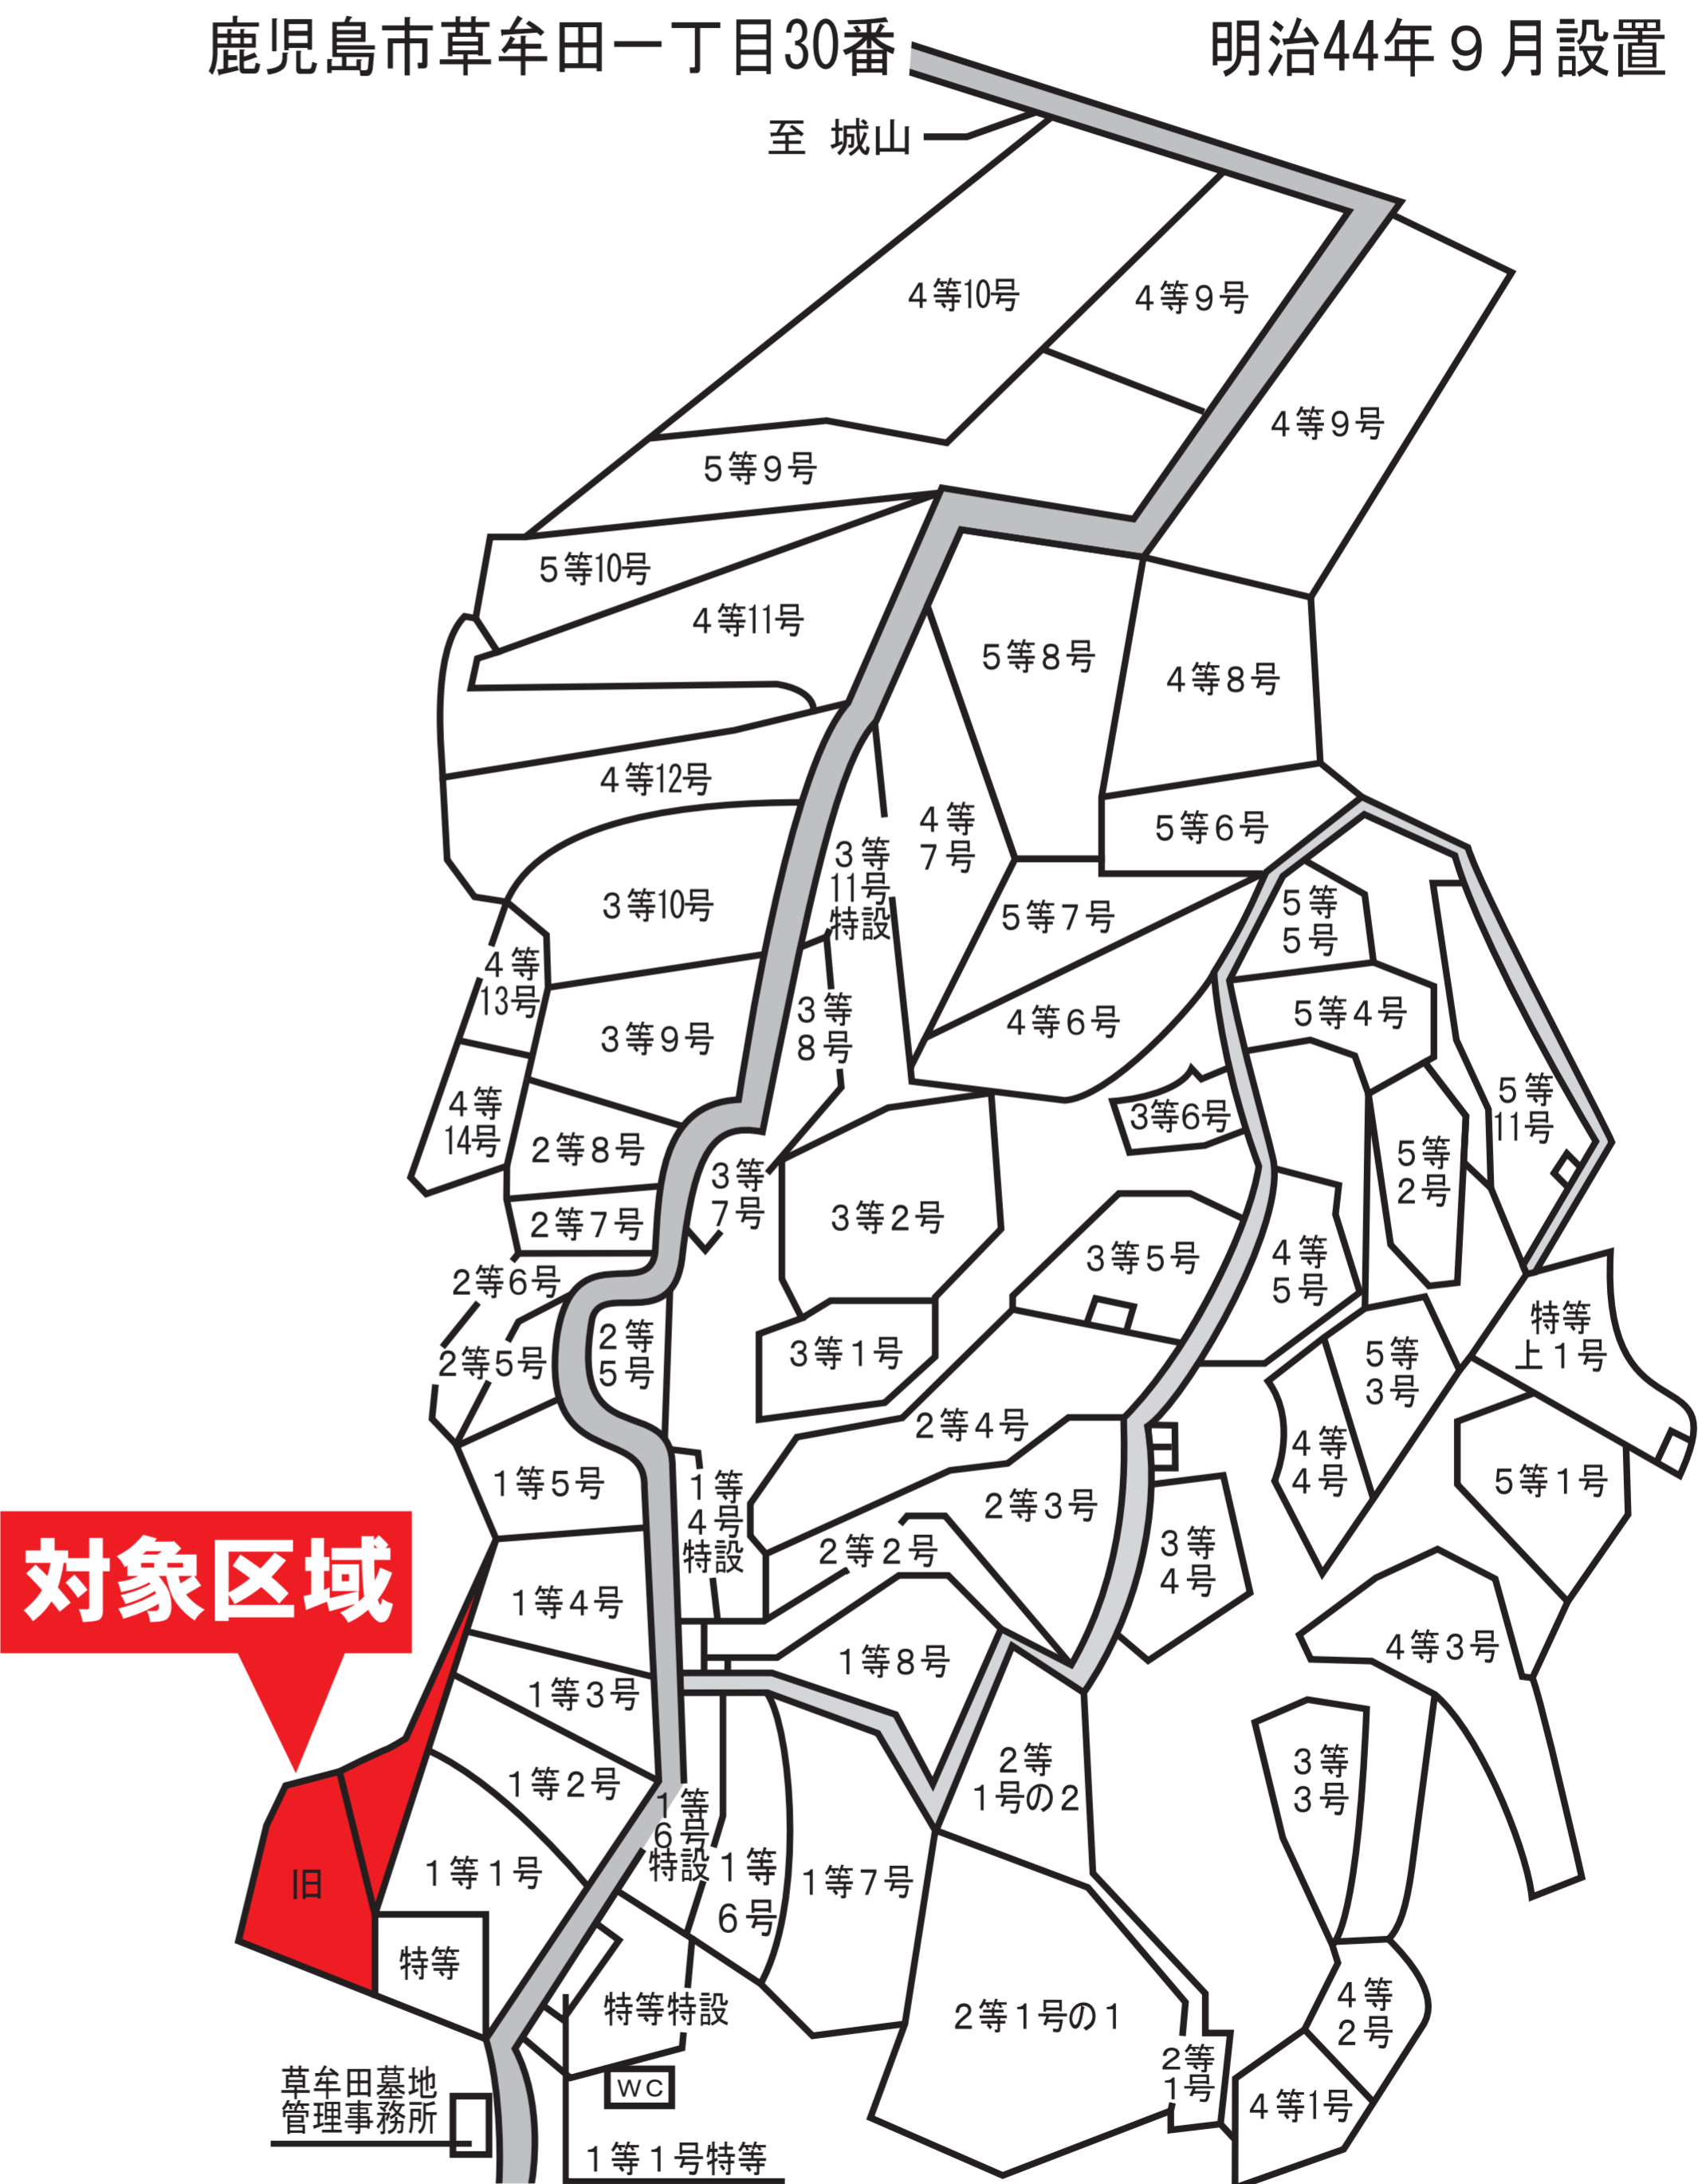 鹿児島市草牟田一丁目30番
明治44年９月設置
至 城山
４等10号
４等９号
４等９号
５等９号
５等10号
４等11号
５等８号
４等８号
４等12号
４等
７号
５等６号
３等
11号
特設
３等10号
５等７号
５等
５号
４等
13号
３等９号
３等
８号
４等６号
５等４号
４等
14号
２等８号
３等６号
５等
11号
５等
２号
３等
７号
２等７号
３等２号
３等５号
４等
５号
２等６号
特等
上１号
２等５号
２等
５号
３等１号
５等
３号
２等４号
４等
４号
１等５号
１等
４号
特設
２等３号
５等１号
対象区域
２等２号
３等
４号
１等４号
１等８号
４等３号
１等３号
１等２号
２等
１号の２
３等
３号
１等
６号
特設
１等
６号
１等１号
１等７号
旧
特等
特等特設
２等１号の１
４等
２号
２等
１号
４等1号
草牟田墓地
管理事務所
ＷＣ
１等１号特等